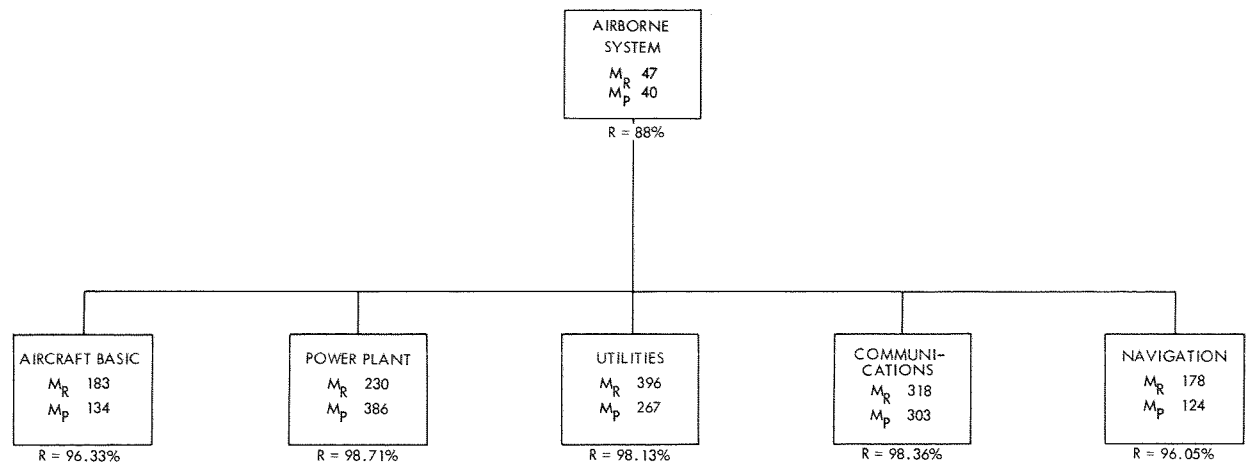 AIRBORNE
SYSTEM
MR 47
MP 40
R = 88%
AIRCRAFT BASIC
MR 183
MP 134
R = 96.33%
POWER PLANT
MR 230
MP 386
R = 98.71%
UTILITIES
MR 396
MP 267
R = 98.13%
COMMUNI-
CATIONS
MR 318
MP 303
R = 98.36%
NAVIGATION
MR 178
MP 124
R = 96.05%